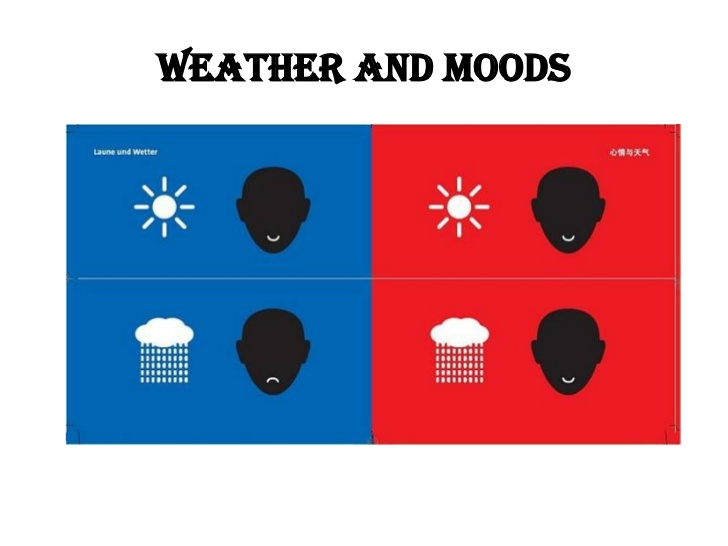 WEATHER AND MOODS
Laune und Wetter
心情与天气